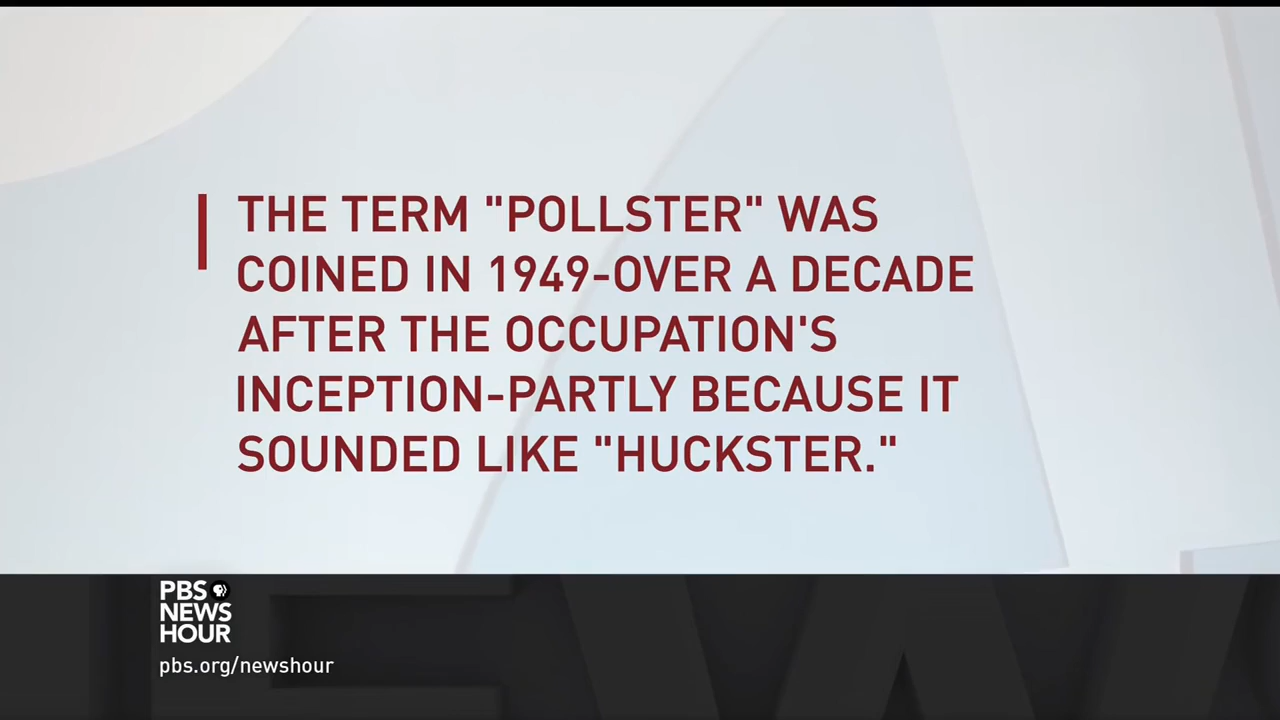 THE TERM "POLLSTER" WAS
COINED IN 1949-OVER A DECADE
AFTER THE OCCUPATION'S
INCEPTION-PARTLY BECAUSE IT
SOUNDED LIKE "HUCKSTER."
PBS
NEWS
HOUR
pbs.org/newshour